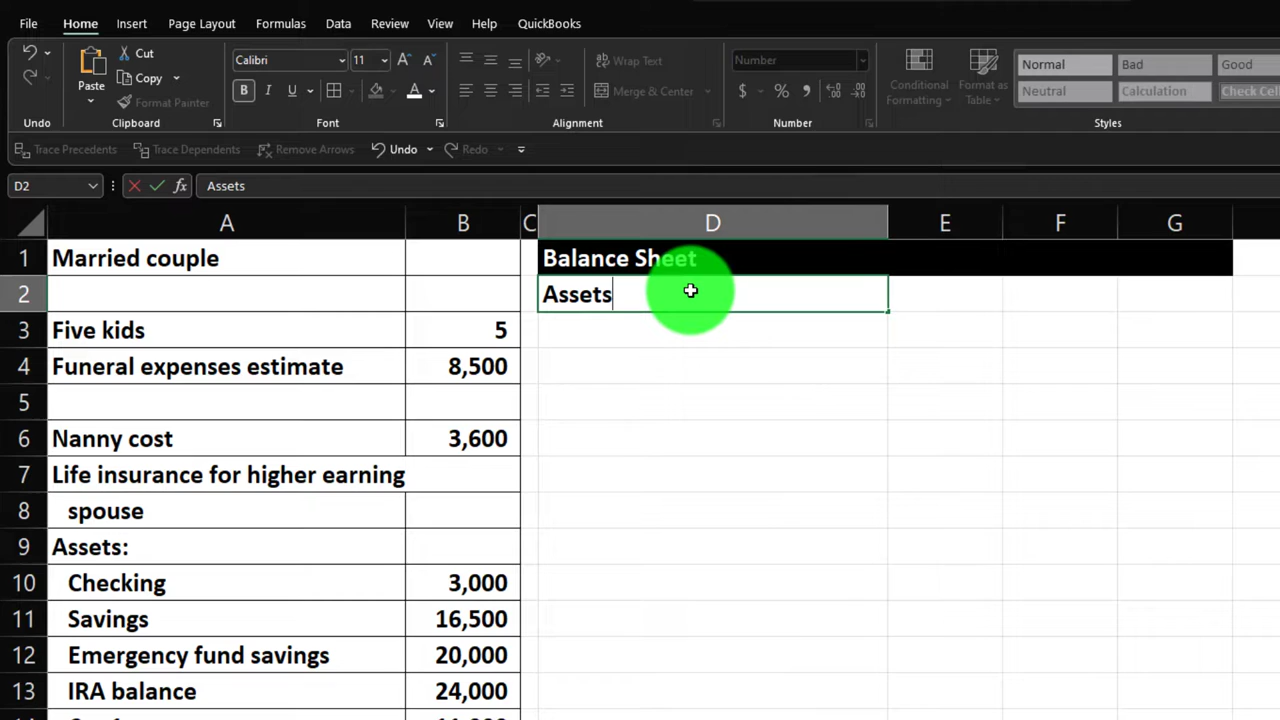 File Home Insert Page Layout Formulas Data Review View Help QuickBooks
Cut
Calibri 11
Wrap Text
Number
Normal Bad Good
Paste
Copy
B I U
Merge & Center
$ %
Conditional Formatting
Format as Table
Neutral Calculation Check Cell
Format Painter
Undo Clipboard Font Alignment Number Styles
Trace Precedents Trace Dependents Remove Arrows Undo Redo
D2 fx Assets
A B C D E F G
1 Married couple Balance Sheet
2 Assets
3 Five kids 5
4 Funeral expenses estimate 8,500
5
6 Nanny cost 3,600
7 Life insurance for higher earning
8 spouse
9 Assets:
10 Checking 3,000
11 Savings 16,500
12 Emergency fund savings 20,000
13 IRA balance 24,000